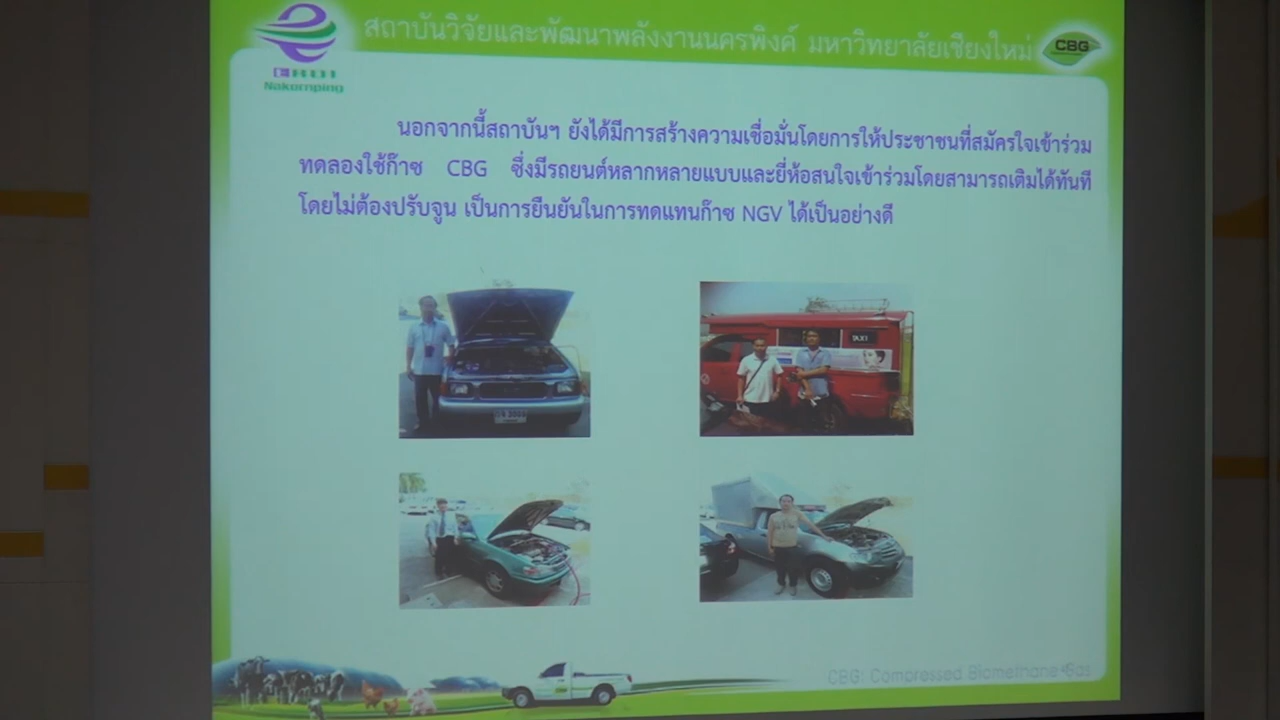 สถาบันวิจัยและพัฒนาพลังงานนครพิงค์ มหาวิทยาลัยเชียงใหม่
CBG
ERDI
Nakornping
นอกจากนี้สถาบันฯ ยังได้มีการสร้างความเชื่อมั่นโดยการให้ประชาชนที่สมัครใจเข้าร่วม
ทดลองใช้ก๊าซ CBG ซึ่งมีรถยนต์หลากหลายแบบและยี่ห้อสนใจเข้าร่วมโดยสามารถเติมได้ทันที
โดยไม่ต้องปรับจูน เป็นการยืนยันในการทดแทนก๊าซ NGV ได้เป็นอย่างดี
TAXI
CBG: Compressed Biomethane Gas